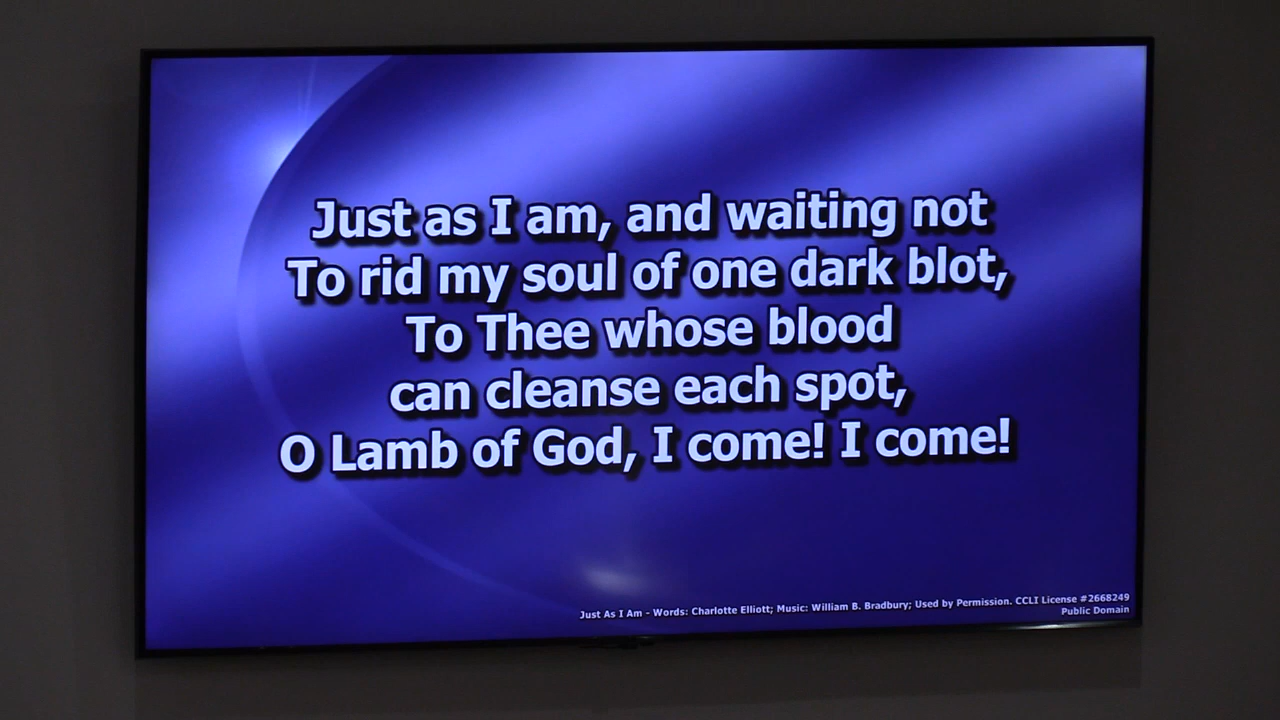 Just as I am, and waiting not
To rid my soul of one dark blot,
To Thee whose blood
can cleanse each spot,
O Lamb of God, I come! I come!
Just As I Am - Words: Charlotte Elliott; Music: William B. Bradbury; Used by Permission. CCLI License #2668249
Public Domain